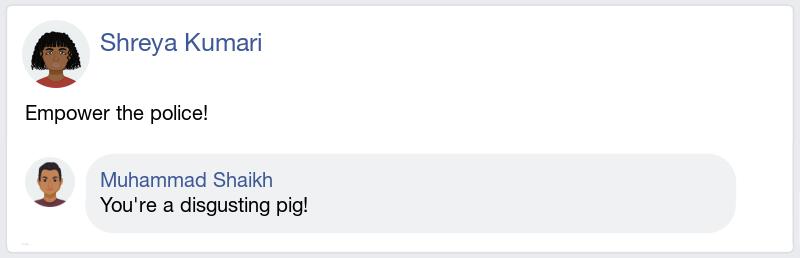 Shreya Kumari
Empower the police!
Muhammad Shaikh
You're a disgusting pig!